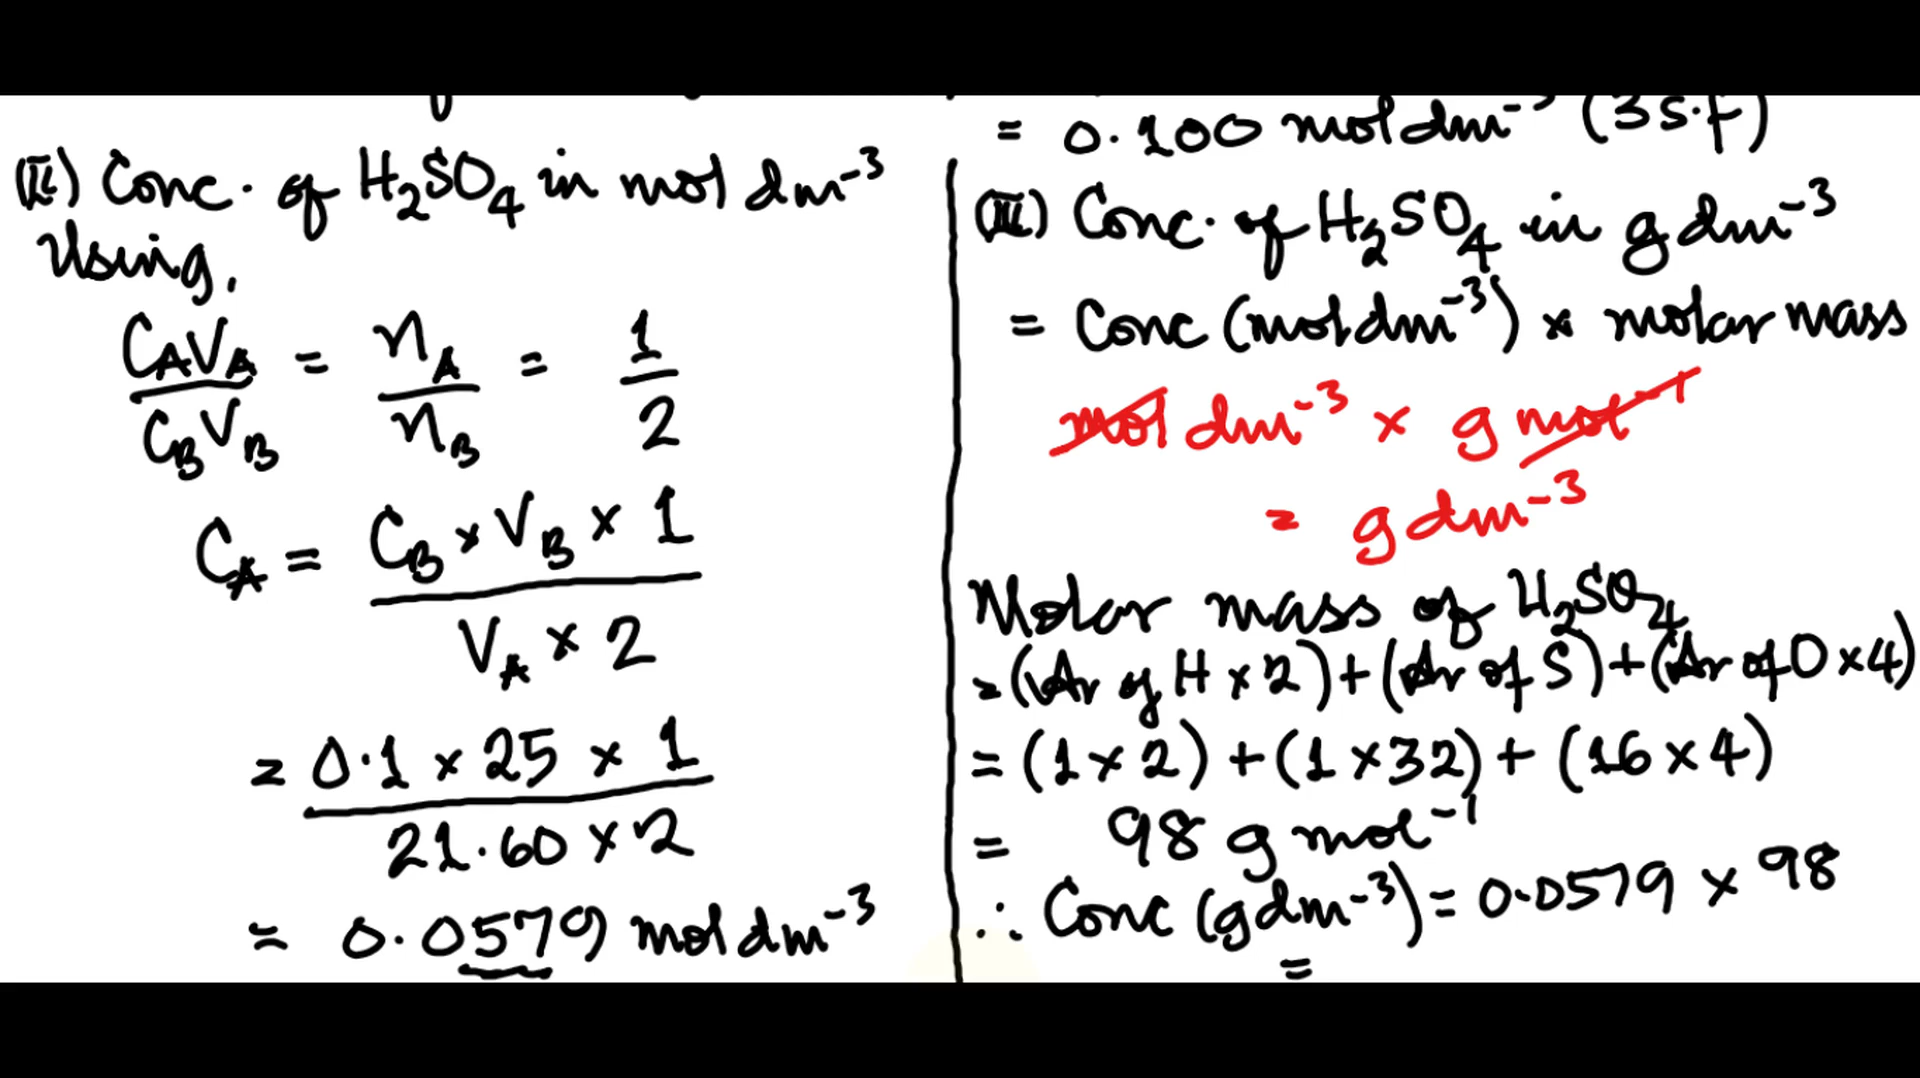 (II) Conc. of H₂SO₄ in mol dm⁻³
Using,
CAVA / CBVB = nA / nB = 1 / 2
CA = CB × VB × 1 / VA × 2
= 0.1 × 25 × 1 / 21.60 × 2
= 0.0579 mol dm⁻³
= 0.100 mol dm⁻³ (3 s.f)
(III) Conc. of H₂SO₄ in g dm⁻³
= Conc (mol dm⁻³) × molar mass
mol dm⁻³ × g mol⁻¹
= g dm⁻³
Molar mass of H₂SO₄
= (Ar of H × 2) + (Ar of S) + (Ar of O × 4)
= (1 × 2) + (1 × 32) + (16 × 4)
= 98 g mol⁻¹
∴ Conc (g dm⁻³) = 0.0579 × 98
=